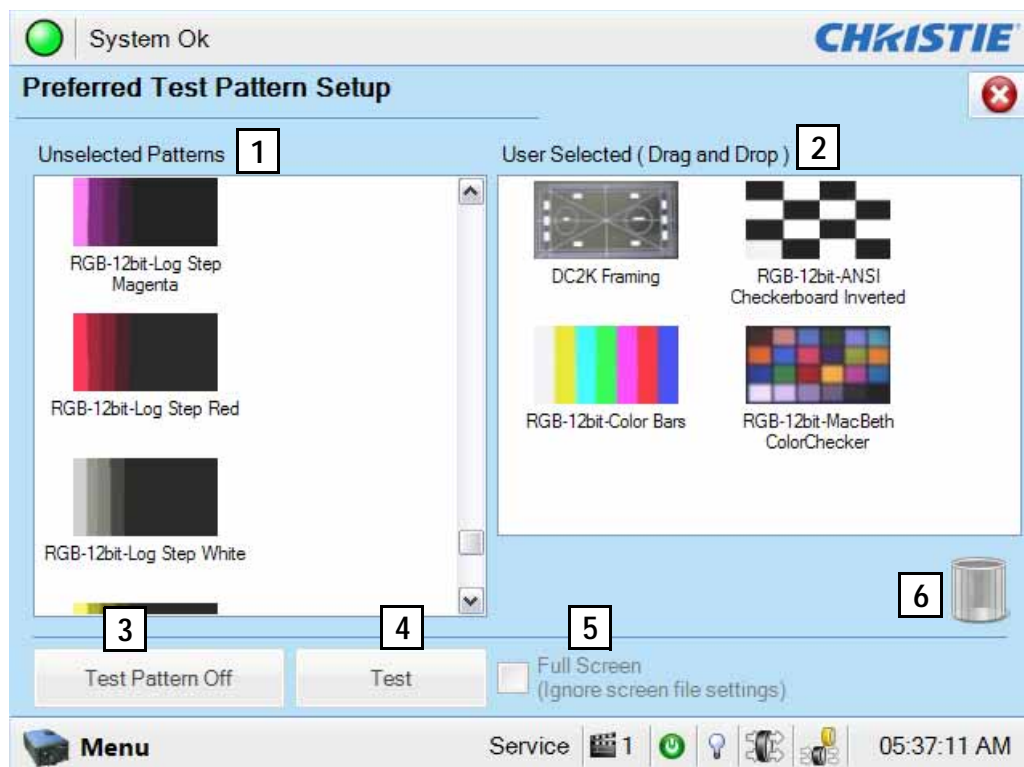 System Ok
CHRISTIE
Preferred Test Pattern Setup
Unselected Patterns
1
User Selected ( Drag and Drop )
2
RGB-12bit-Log Step
Magenta
RGB-12bit-Log Step Red
RGB-12bit-Log Step White
DC2K Framing
RGB-12bit-ANSI
Checkerboard Inverted
RGB-12bit-Color Bars
RGB-12bit-MacBeth
ColorChecker
6
3
4
5
Test Pattern Off
Test
Full Screen
(Ignore screen file settings)
Menu
Service
1
05:37:11 AM